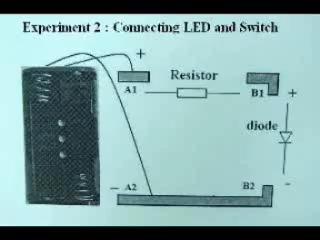 Experiment 2 : Connecting LED and Switch
+
Resistor
A1
B1
+
diode
-
- A2
B2